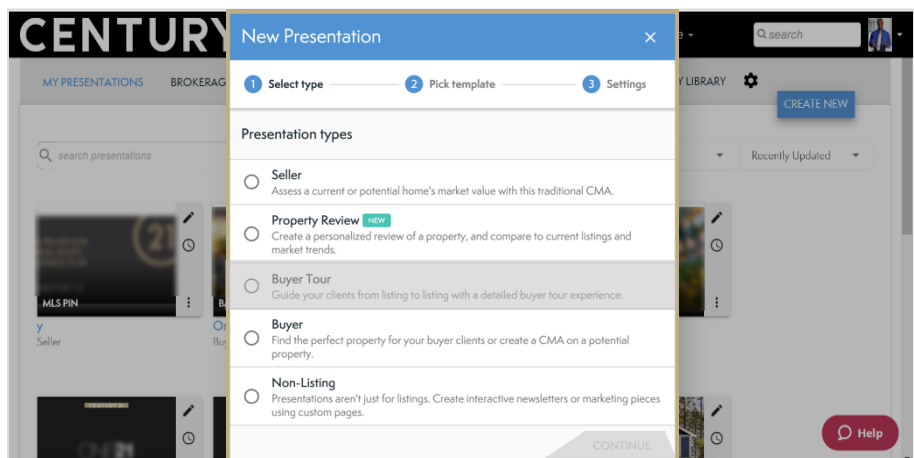 CENTURY
New Presentation
search
MY PRESENTATIONS
BROKERAG
Y LIBRARY
CREATE NEW
1 Select type
2 Pick template
3 Settings
search presentations
Recently Updated
Presentation types
Seller
Assess a current or potential home's market value with this traditional CMA.
Property Review NEW
Create a personalized review of a property, and compare to current listings and
market trends.
Buyer Tour
Guide your clients from listing to listing with a detailed buyer tour experience.
Buyer
Find the perfect property for your buyer clients or create a CMA on a potential
property.
Non-Listing
Presentations aren't just for listings. Create interactive newsletters or marketing pieces
using custom pages.
CONTINUE
MLS PIN
y
Seller
CENTURY 21
Help